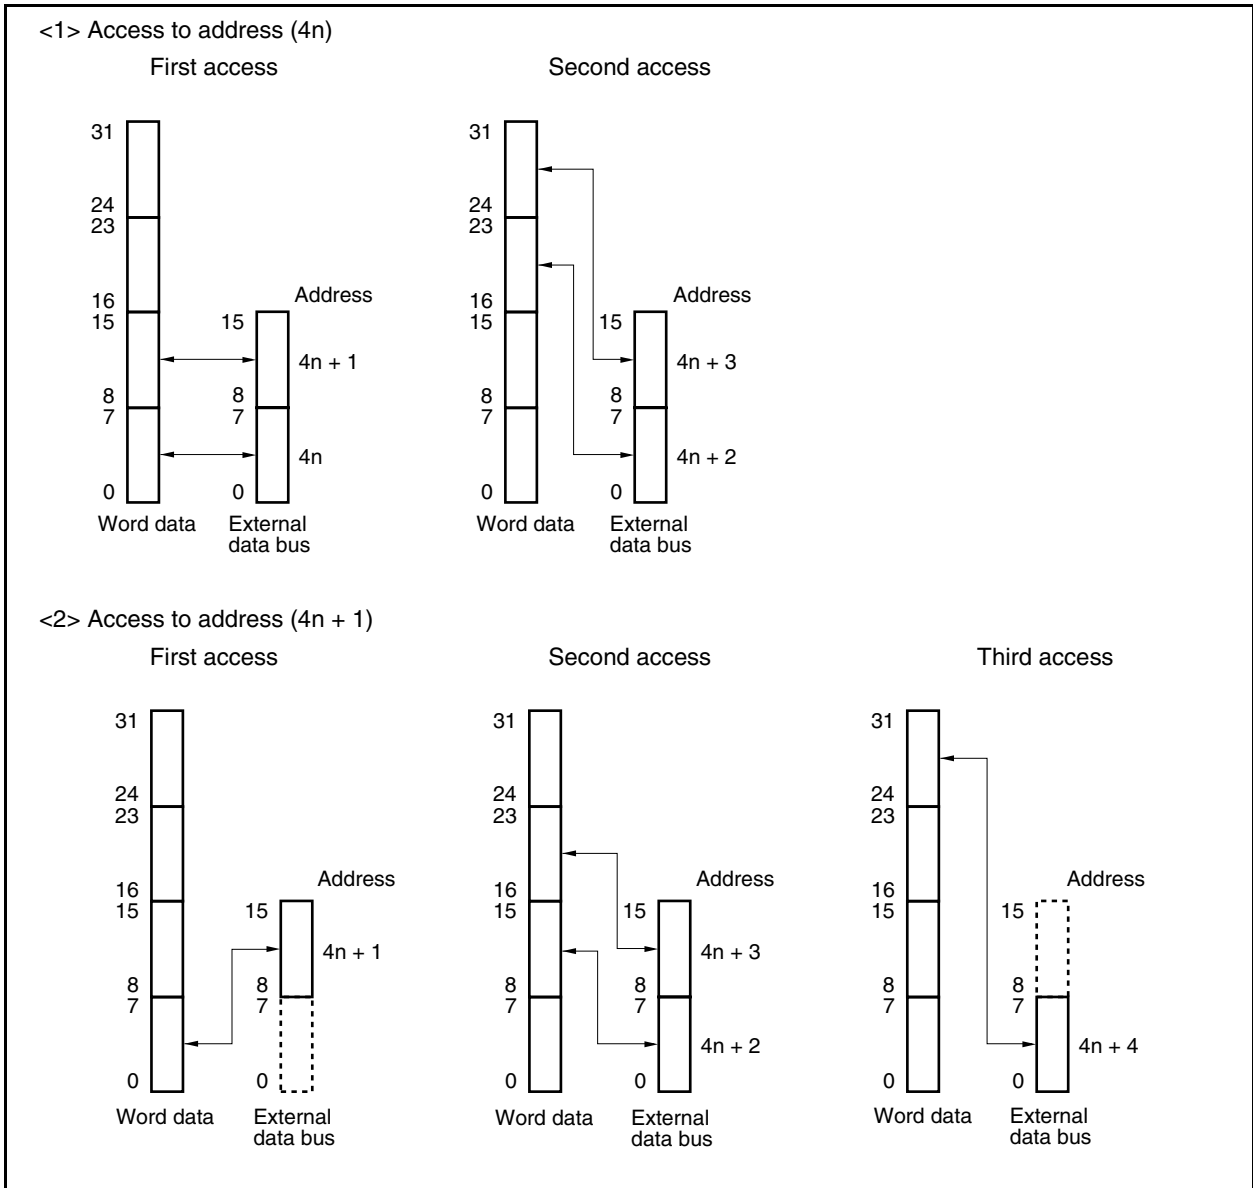 <1> Access to address (4n)
First access
Second access
31
24
23
16
15
8
7
0
Word data
Address
15
4n + 1
8
7
4n
0
External
data bus
31
24
23
16
15
8
7
0
Word data
Address
15
4n + 3
8
7
4n + 2
0
External
data bus
<2> Access to address (4n + 1)
First access
Second access
Third access
31
24
23
16
15
8
7
0
Word data
Address
15
4n + 1
8
7
0
External
data bus
31
24
23
16
15
8
7
0
Word data
Address
15
4n + 3
8
7
4n + 2
0
External
data bus
31
24
23
16
15
8
7
0
Word data
Address
15
8
7
4n + 4
0
External
data bus